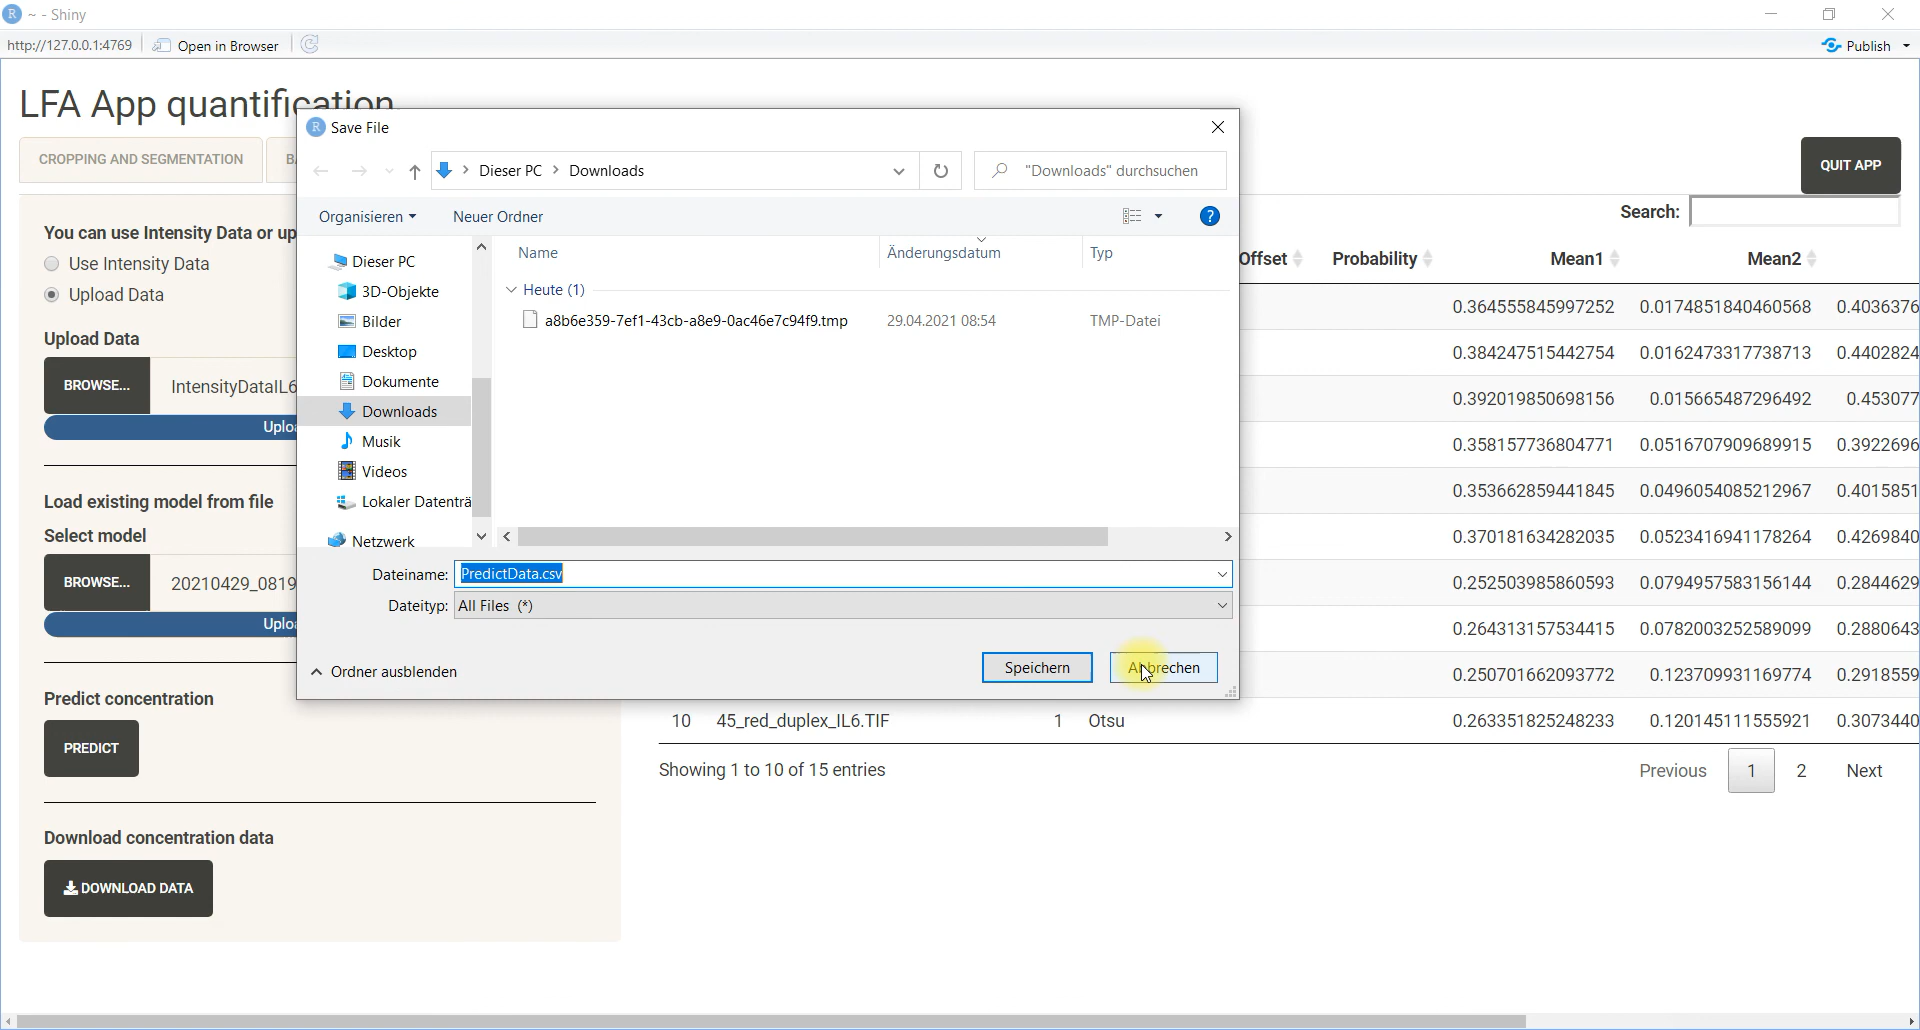 ~ - Shiny
http://127.0.0.1:4769 Open in Browser Publish
LFA App quantification
CROPPING AND SEGMENTATION
QUIT APP
You can use Intensity Data or up
Use Intensity Data
Upload Data
Upload Data
BROWSE... IntensityDataIL6
Uplo
Load existing model from file
Select model
BROWSE... 20210429_0819
Uplo
Predict concentration
PREDICT
Download concentration data
DOWNLOAD DATA
Save File
Dieser PC > Downloads
"Downloads" durchsuchen
Organisieren Neuer Ordner
Dieser PC
3D-Objekte
Bilder
Desktop
Dokumente
Downloads
Musik
Videos
Lokaler Datenträ
Netzwerk
Name Änderungsdatum Typ
Heute (1)
a8b6e359-7ef1-43cb-a8e9-0ac46e7c94f9.tmp 29.04.2021 08:54 TMP-Datei
Dateiname: PredictData.csv
Dateityp: All Files (*)
Ordner ausblenden
Speichern Abbrechen
Search:
Offset Probability Mean1 Mean2
0.364555845997252 0.0174851840460568 0.4036376
0.384247515442754 0.0162473317738713 0.4402824
0.392019850698156 0.015665487296492 0.453077
0.358157736804771 0.0516707909689915 0.3922696
0.353662859441845 0.0496054085212967 0.4015851
0.370181634282035 0.0523416941178264 0.4269840
0.252503985860593 0.0794957583156144 0.2844629
0.264313157534415 0.0782003252589099 0.2880643
0.250701662093772 0.123709931169774 0.2918559
10 45_red_duplex_IL6.TIF 1 Otsu 0.263351825248233 0.120145111555921 0.3073440
Showing 1 to 10 of 15 entries
Previous 1 2 Next